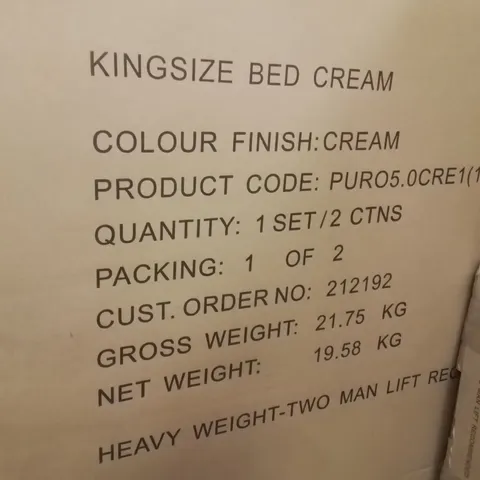 KINGSIZE BED CREAM
COLOUR FINISH:CREAM
PRODUCT CODE: PURO5.0CRE1(1
QUANTITY: 1 SET/2 CTNS
PACKING: 1 OF 2
CUST. ORDER NO: 212192
GROSS WEIGHT: 21.75 KG
NET WEIGHT: 19.58 KG
HEAVY WEIGHT-TWO MAN LIFT REC